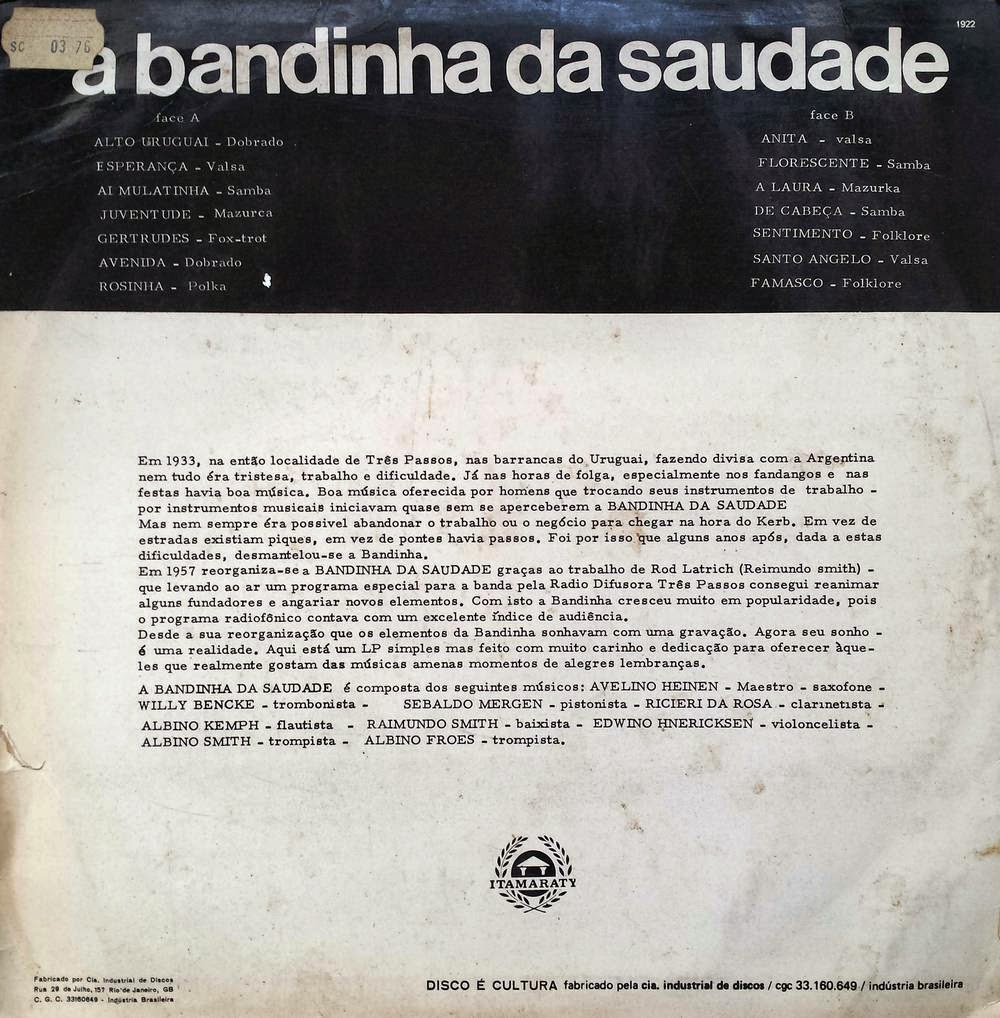 1922
SC 03 76
a bandinha da saudade
face A
ALTO URUGUAI - Dobrado
ESPERANÇA - Valsa
AI MULATINHA - Samba
JUVENTUDE - Mazurca
GERTRUDES - Fox-trot
AVENIDA - Dobrado
ROSINHA - Polka
face B
ANITA - valsa
FLORESCENTE - Samba
A LAURA - Mazurka
DE CABEÇA - Samba
SENTIMENTO - Folklore
SANTO ANGELO - Valsa
FAMASCO - Folklore
Em 1933, na então localidade de Três Passos, nas barrancas do Uruguai, fazendo divisa com a Argentina
nem tudo éra tristesa, trabalho e dificuldade. Já nas horas de folga, especialmente nos fandangos e nas
festas havia boa música. Boa música oferecida por homens que trocando seus instrumentos de trabalho -
por instrumentos musicais iniciavam quase sem se aperceberem a BANDINHA DA SAUDADE
Mas nem sempre éra possivel abandonar o trabalho ou o negócio para chegar na hora do Kerb. Em vez de
estradas existiam piques, em vez de pontes havia passos. Foi por isso que alguns anos após, dada a estas
dificuldades, desmantelou-se a Bandinha.
Em 1957 reorganiza-se a BANDINHA DA SAUDADE graças ao trabalho de Rod Latrich (Reimundo smith) -
que levando ao ar um programa especial para a banda pela Radio Difusora Três Passos consegui reanimar
alguns fundadores e angariar novos elementos. Com isto a Bandinha cresceu muito em popularidade, pois
o programa radiofônico contava com um excelente índice de audiência.
Desde a sua reorganização que os elementos da Bandinha sonhavam com uma gravação. Agora seu sonho -
é uma realidade. Aqui está um LP simples mas feito com muito carinho e dedicação para oferecer àque-
les que realmente gostam das músicas amenas momentos de alegres lembranças.
A BANDINHA DA SAUDADE é composta dos seguintes músicos: AVELINO HEINEN - Maestro - saxofone -
WILLY BENCKE - trombonista - SEBALDO MERGEN - pistonista - RICIERI DA ROSA - clarinetista -
ALBINO KEMPH - flautista - RAIMUNDO SMITH - baixista - EDWINO HNERICKSEN - violoncelista -
ALBINO SMITH - trompista - ALBINO FROES - trompista.
ITAMARATY
Fabricado por Cia. Industrial de Discos
Rua 29 de Julho, 157 Rio de Janeiro, GB
C. G. C. 33160649 - Indústria Brasileira
DISCO É CULTURA fabricado pela cia. industrial de discos / cgc 33.160.649 / indústria brasileira